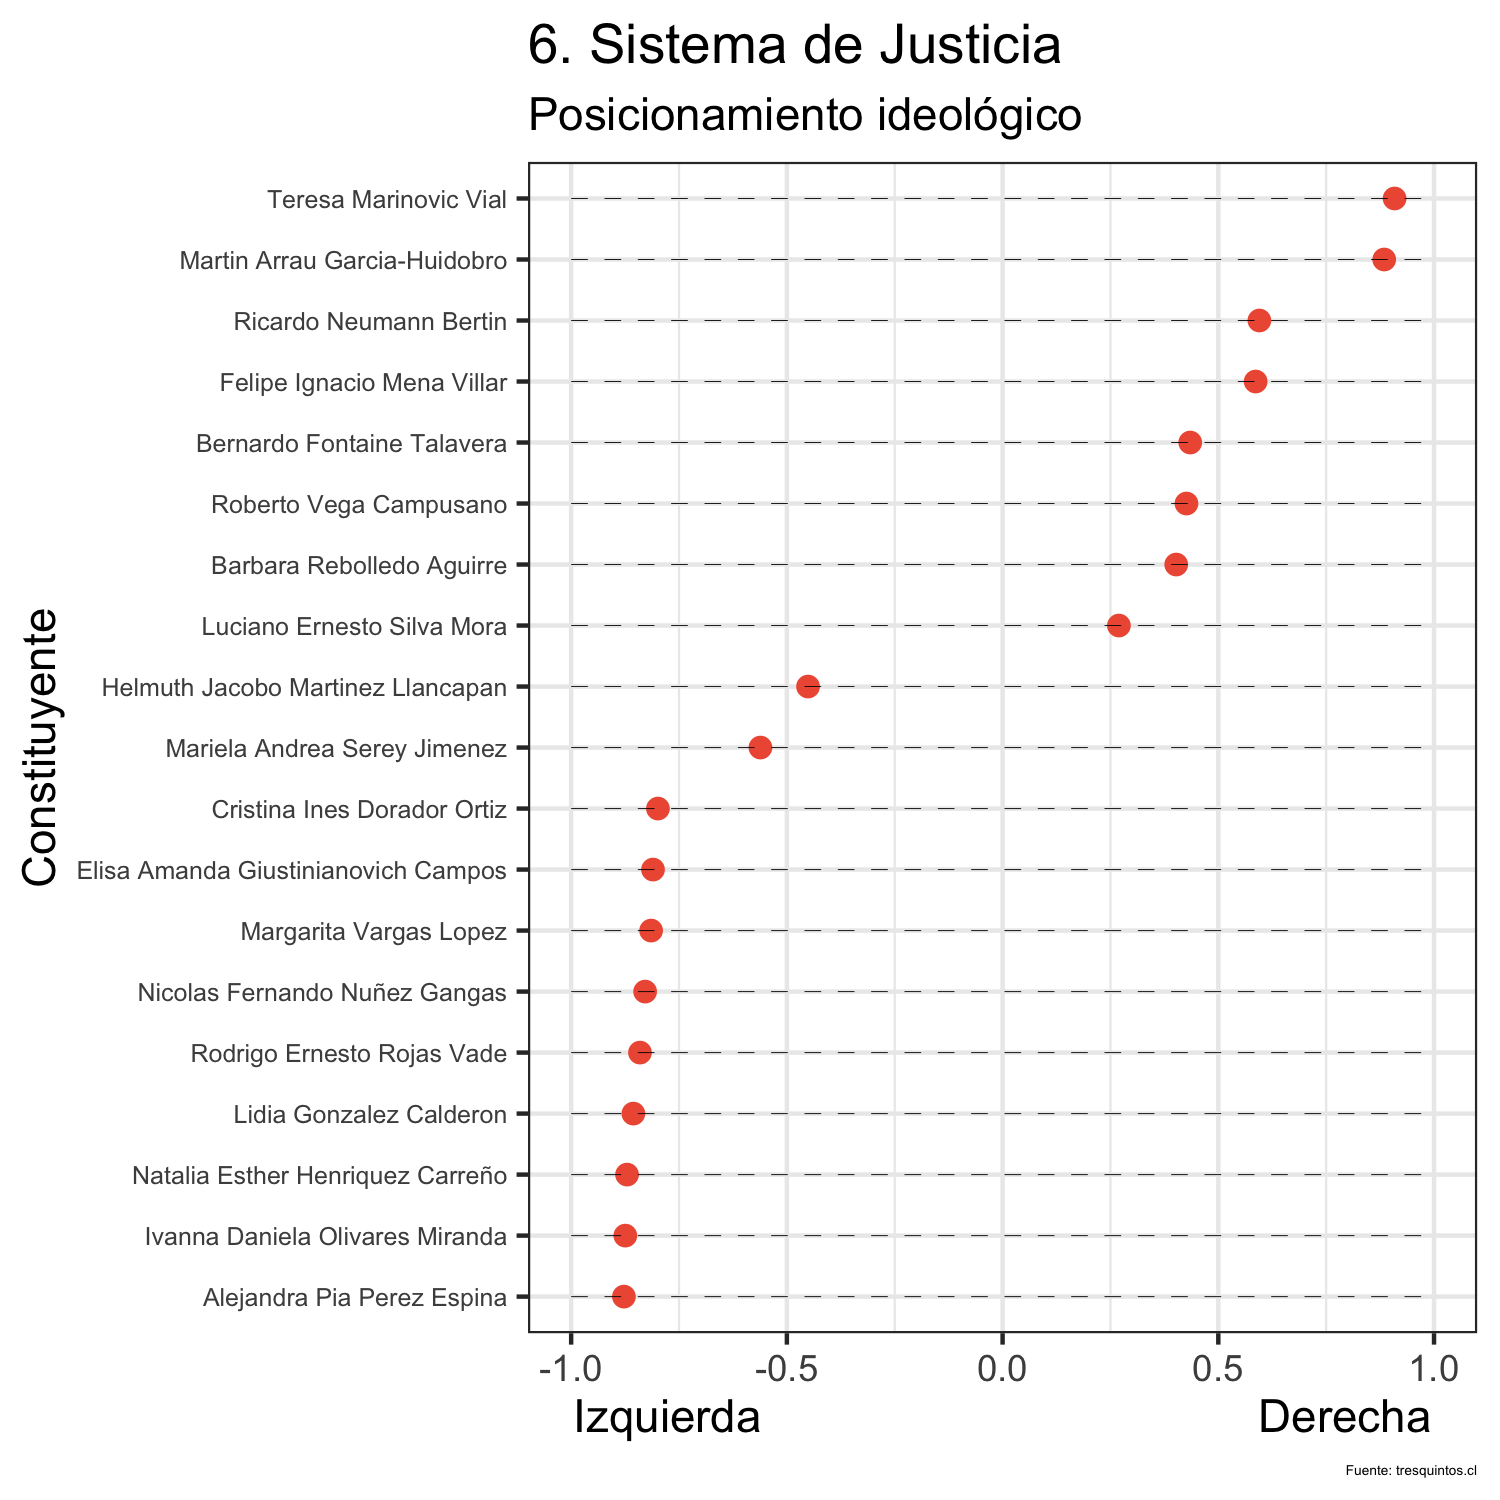 6. Sistema de Justicia
Posicionamiento ideológico
Constituyente
Teresa Marinovic Vial
Martin Arrau Garcia-Huidobro
Ricardo Neumann Bertin
Felipe Ignacio Mena Villar
Bernardo Fontaine Talavera
Roberto Vega Campusano
Barbara Rebolledo Aguirre
Luciano Ernesto Silva Mora
Helmuth Jacobo Martinez Llancapan
Mariela Andrea Serey Jimenez
Cristina Ines Dorador Ortiz
Elisa Amanda Giustinianovich Campos
Margarita Vargas Lopez
Nicolas Fernando Nuñez Gangas
Rodrigo Ernesto Rojas Vade
Lidia Gonzalez Calderon
Natalia Esther Henriquez Carreño
Ivanna Daniela Olivares Miranda
Alejandra Pia Perez Espina
-1.0 -0.5 0.0 0.5 1.0
Izquierda Derecha
Fuente: tresquintos.cl